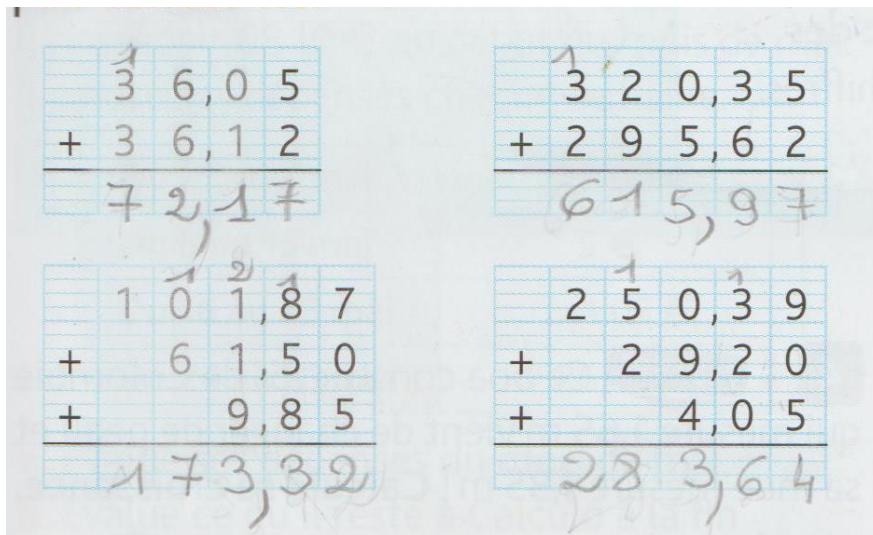 1
3 6,0 5
+ 3 6,1 2
7 2,1 7
1
3 2 0,3 5
+ 2 9 5,6 2
6 1 5,9 7
1 2 1
1 0 1,8 7
+ 6 1,5 0
+ 9,8 5
1 7 3,3 2
1 1
2 5 0,3 9
+ 2 9,2 0
+ 4,0 5
2 8 3,6 4